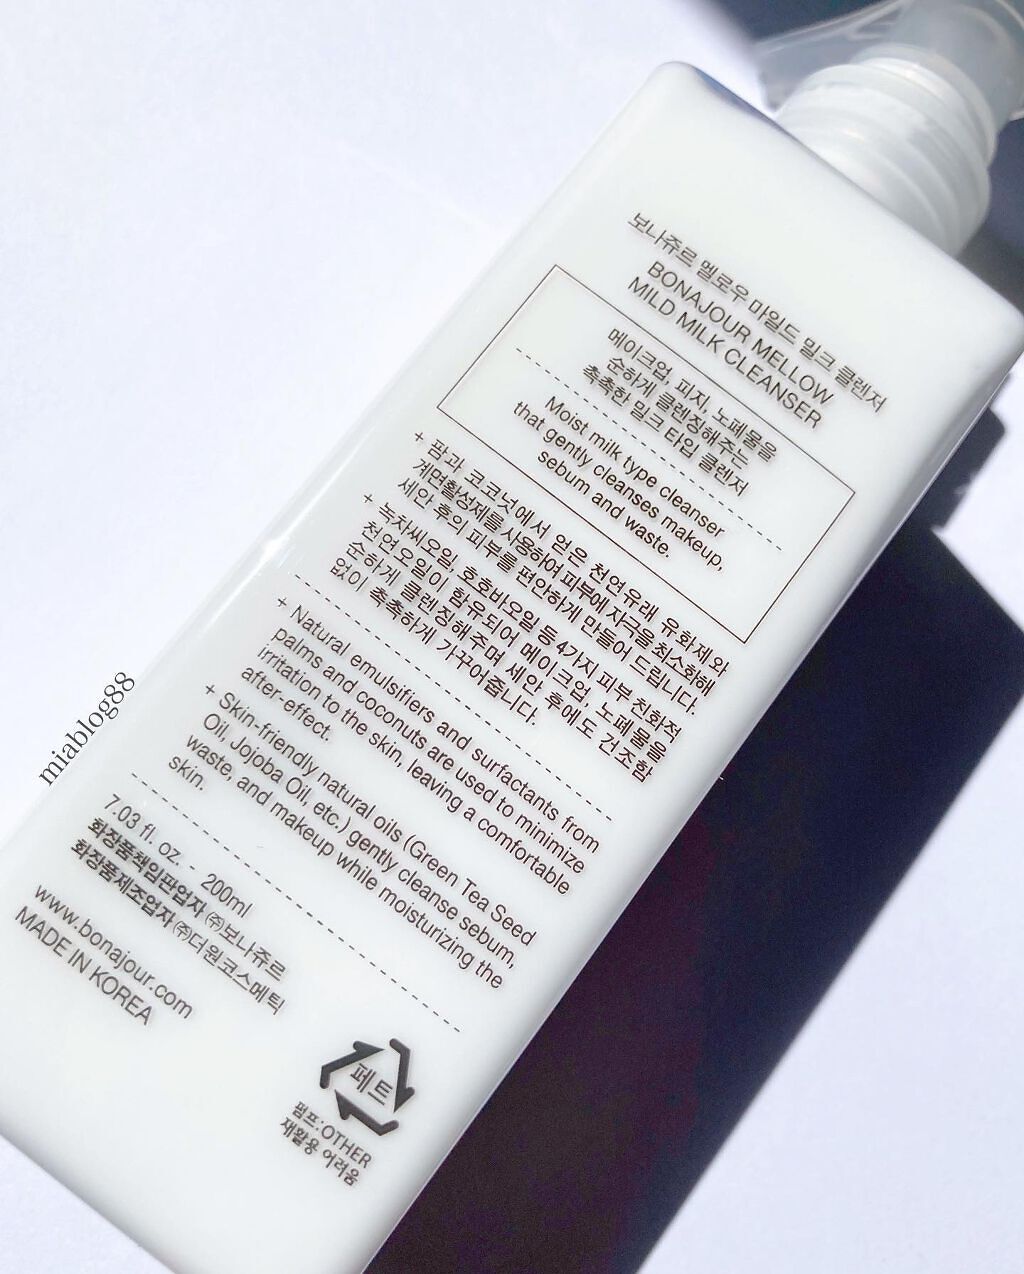 보나쥬르 멜로우 마일드 밀크 클렌저
BONAJOUR MELLOW
MILD MILK CLEANSER
메이크업, 피지, 노폐물을
순하게 클렌징해주는
촉촉한 밀크 타입 클렌저
Moist milk type cleanser
that gently cleanses makeup,
sebum and waste.
+ 팜과 코코넛에서 얻은 천연유래 유화제와
계면활성제를 사용하여 피부에 자극을 최소화해
세안 후의 피부를 편안하게 만들어 드립니다.
+ 녹차씨오일, 호호바오일 등 4가지 피부 친화적
천연오일이 함유되어 메이크업, 노폐물을
순하게 클렌징해주며 세안 후에도 건조함
없이 촉촉하게 가꾸어줍니다.
+ Natural emulsifiers and surfactants from
palms and coconuts are used to minimize
irritation to the skin, leaving a comfortable
after-effect.
+ Skin-friendly natural oils (Green Tea Seed
Oil, Jojoba Oil, etc.) gently cleanse sebum,
waste, and makeup while moisturizing the
skin.
7.03 fl. oz - 200ml
화장품책임판업자 ㈜보나쥬르
화장품제조업자 ㈜더원코스메틱
www.bonajour.com
MADE IN KOREA
페트
펌프:OTHER
재활용 어려움
miablog88